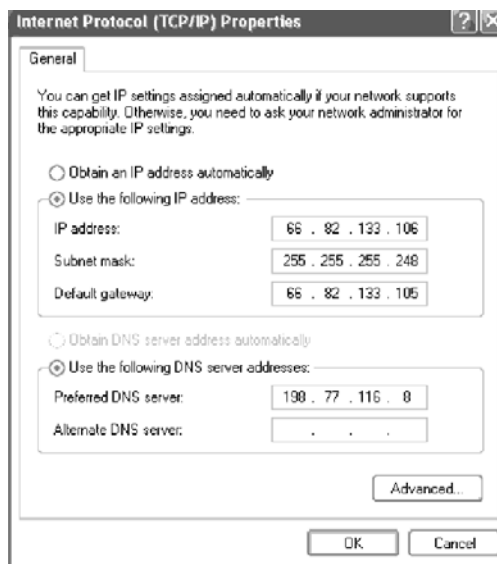 Internet Protocol (TCP/IP) Properties
General
You can get IP settings assigned automatically if your network supports
this capability. Otherwise, you need to ask your network administrator for
the appropriate IP settings.
Obtain an IP address automatically
Use the following IP address:
IP address: 66 . 82 . 133 . 106
Subnet mask: 255 . 255 . 255 . 248
Default gateway: 66 . 82 . 133 . 105
Obtain DNS server address automatically
Use the following DNS server addresses:
Preferred DNS server: 198 . 77 . 116 . 8
Alternate DNS server: . . .
Advanced...
OK Cancel